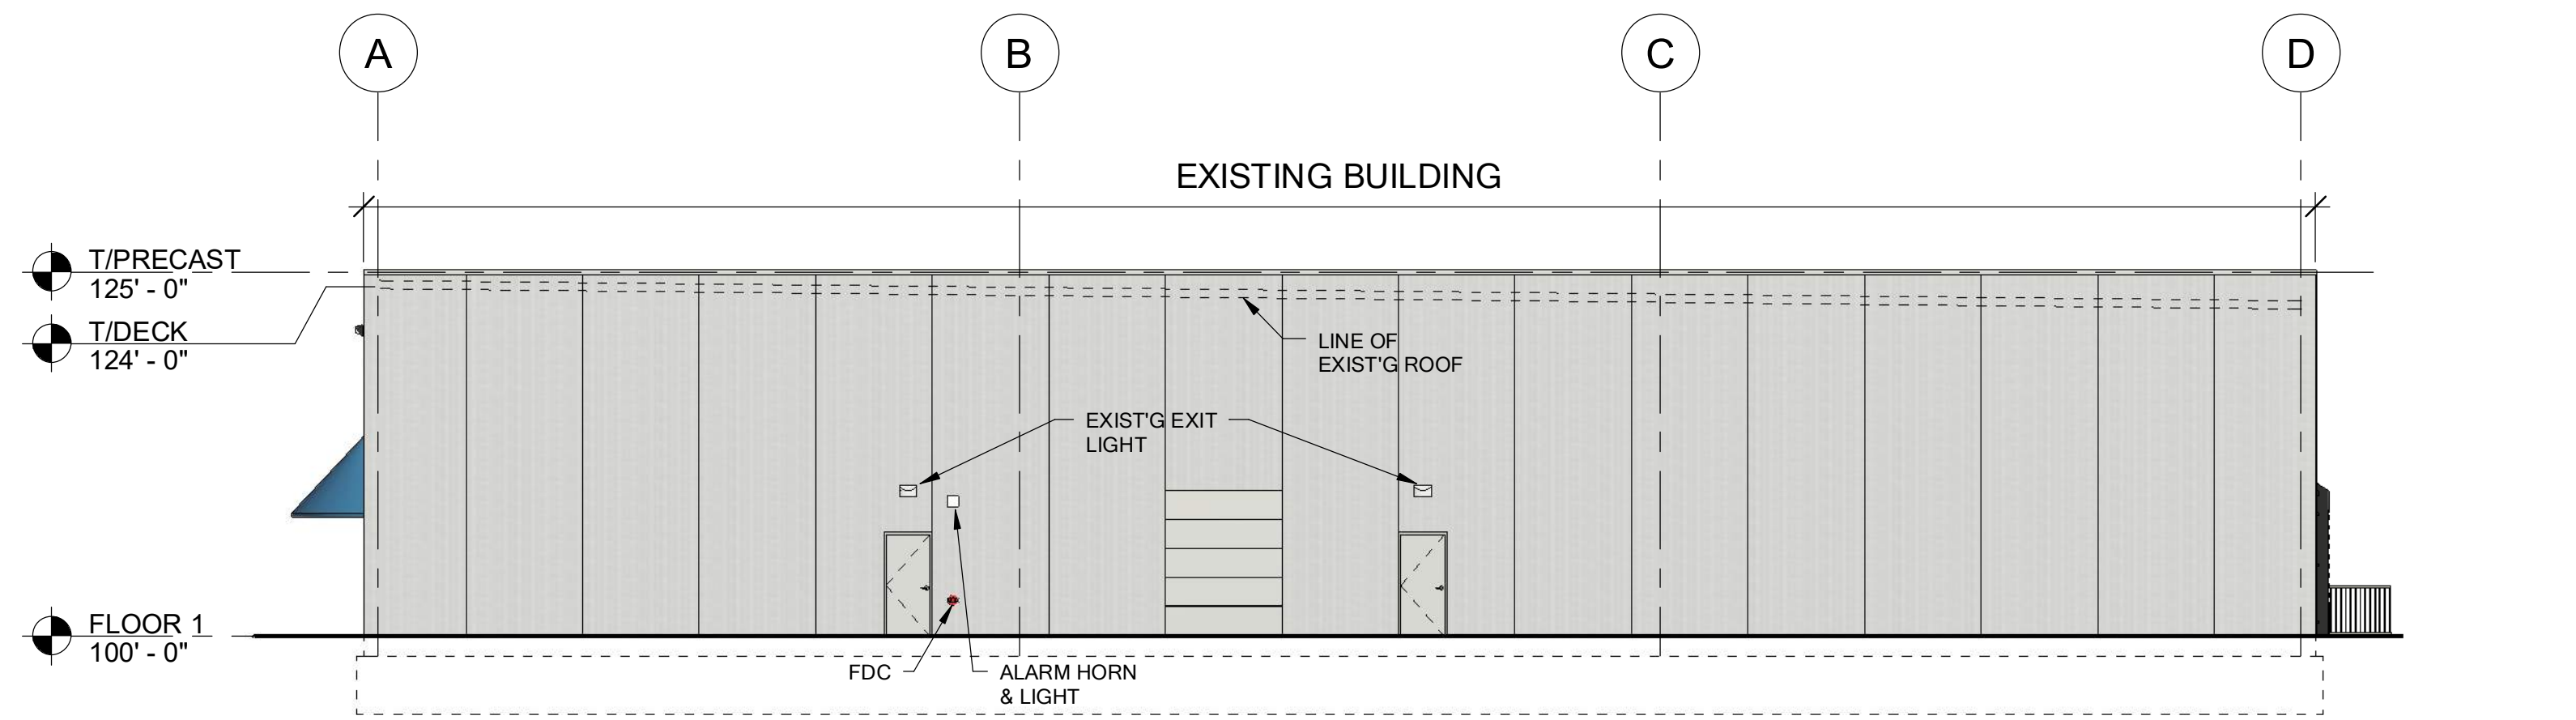 A
B
C
D
EXISTING BUILDING
T/PRECAST
125' - 0"
T/DECK
124' - 0"
LINE OF
EXIST'G ROOF
EXIST'G EXIT
LIGHT
FLOOR 1
100' - 0"
FDC
ALARM HORN
& LIGHT